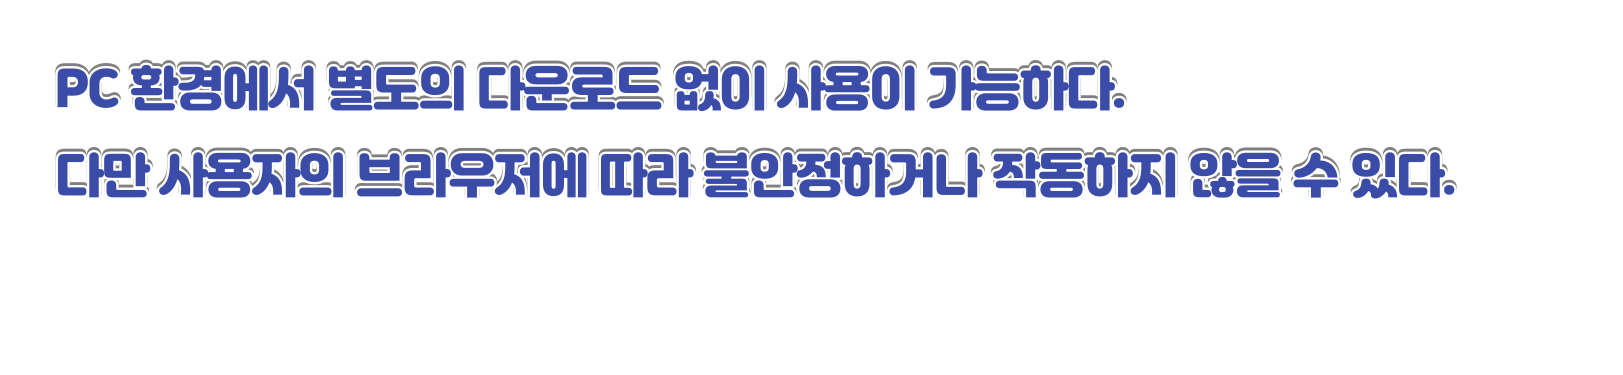 PC 환경에서 별도의 다운로드 없이 사용이 가능하다.
다만 사용자의 브라우저에 따라 불안정하거나 작동하지 않을 수 있다.